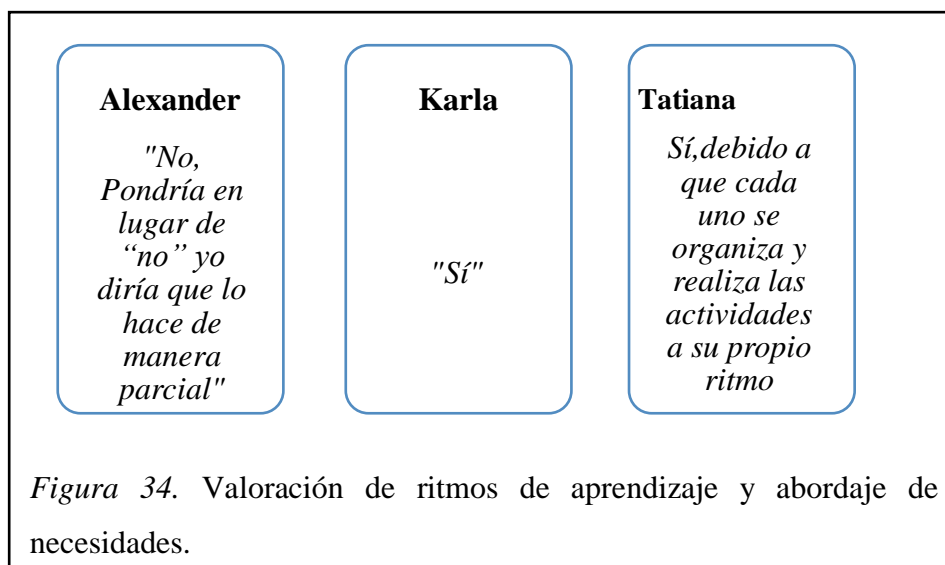 Alexander
"No,
Pondría en
lugar de
“no” yo
diría que lo
hace de
manera
parcial"
Karla
"Sí"
Tatiana
Sí,debido a
que cada
uno se
organiza y
realiza las
actividades
a su propio
ritmo
Figura 34. Valoración de ritmos de aprendizaje y abordaje de
necesidades.